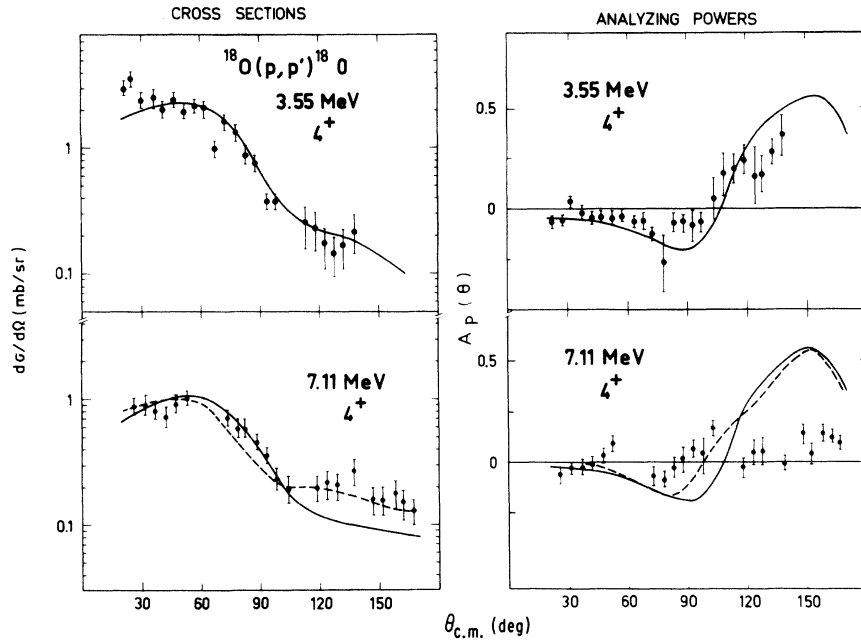 CROSS SECTIONS
ANALYZING POWERS
18O(p,p')18O
3.55 MeV
4+
1
0.1
dσ/dΩ (mb/sr)
7.11 MeV
4+
1
0.1
30 60 90 120 150
3.55 MeV
4+
0.5
0
Ap(θ)
7.11 MeV
4+
0.5
0
30 60 90 120 150
θc.m. (deg)